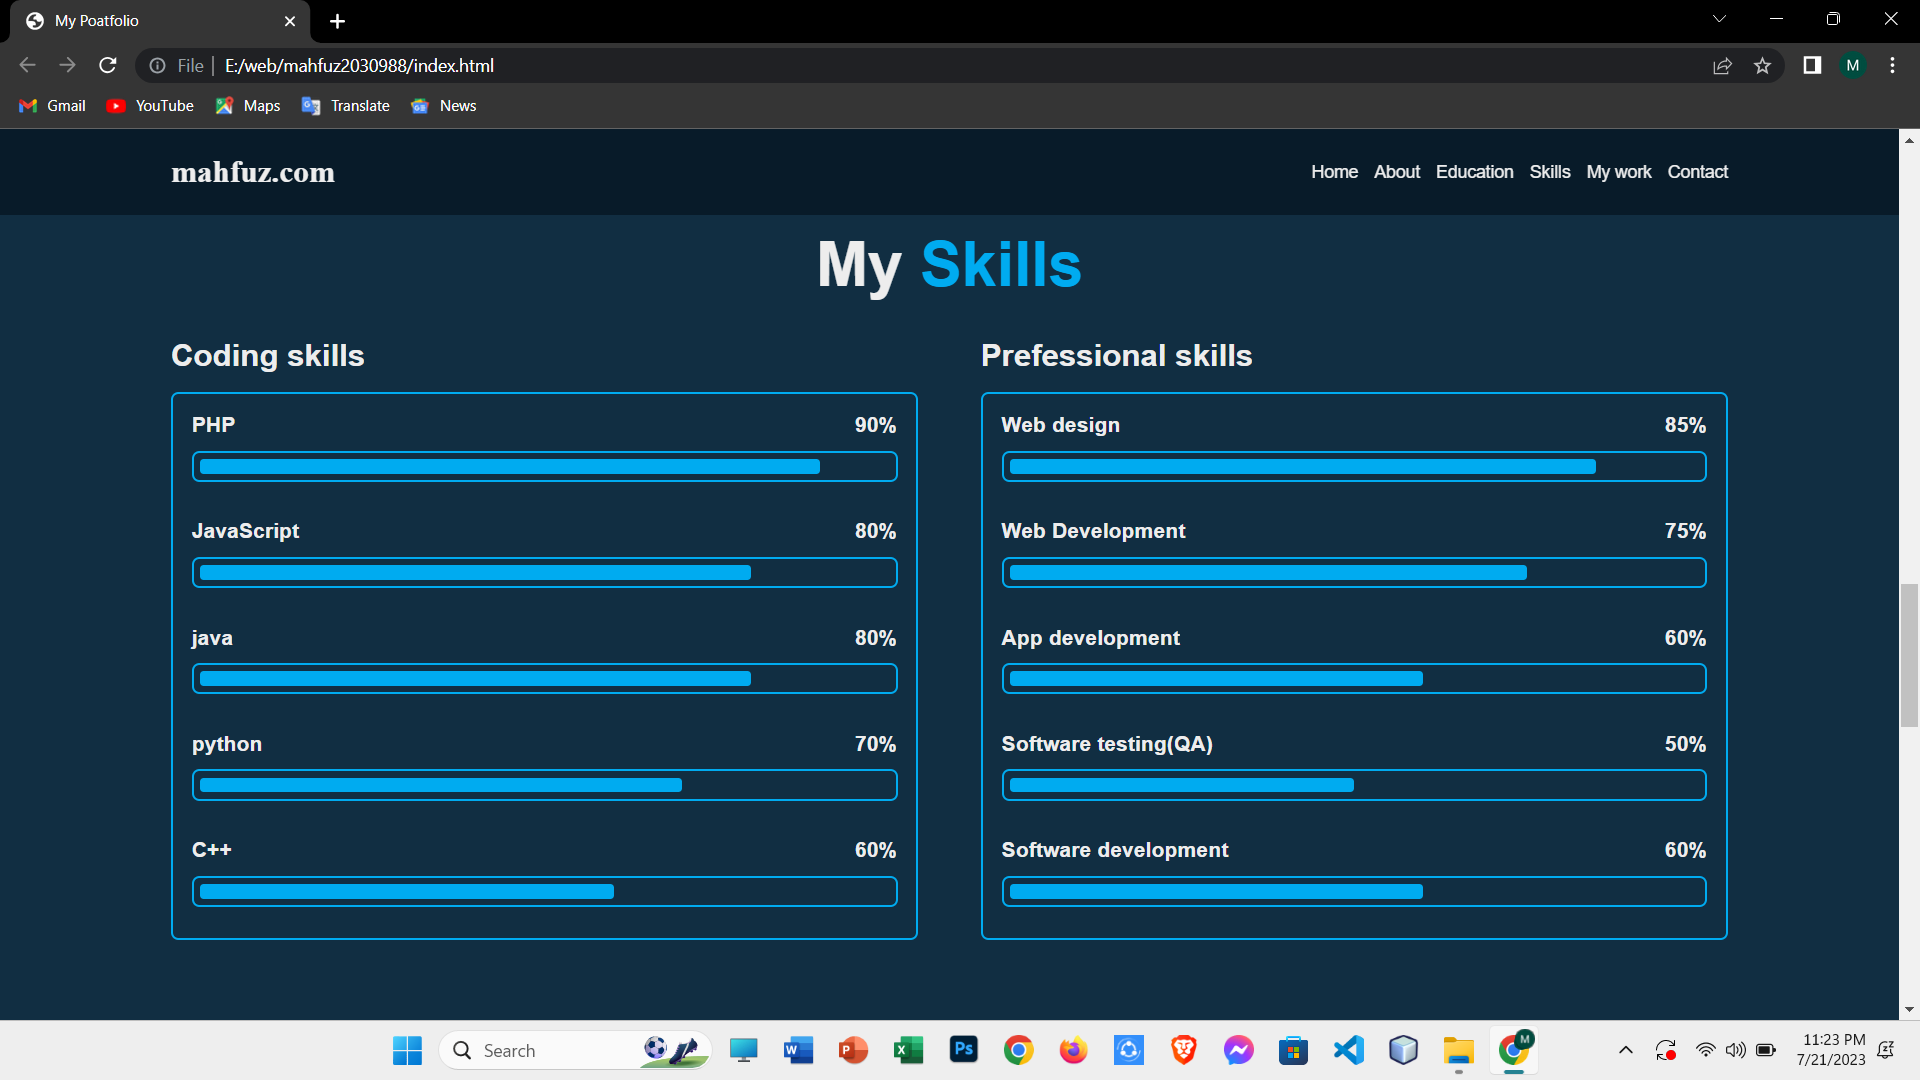 My Poatfolio
File | E:/web/mahfuz2030988/index.html
M
Gmail YouTube Maps Translate News
mahfuz.com
Home About Education Skills My work Contact
My Skills
Coding skills
PHP 90%
JavaScript 80%
java 80%
python 70%
C++ 60%
Prefessional skills
Web design 85%
Web Development 75%
App development 60%
Software testing(QA) 50%
Software development 60%
Search
W
P
X
Ps
M
11:23 PM
7/21/2023